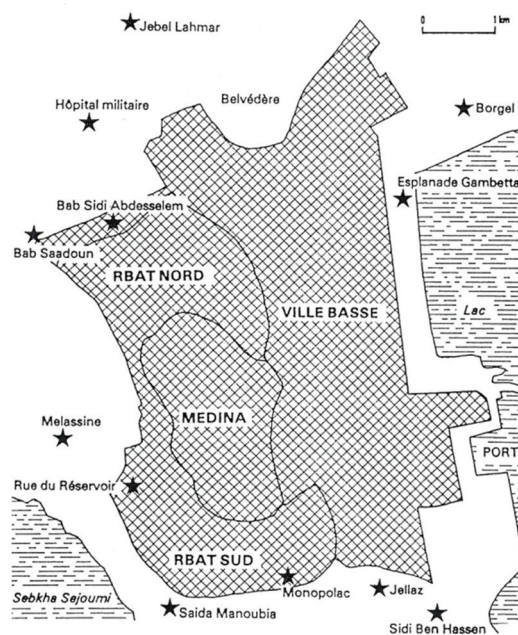 Jebel Lahmar
0
1 km
Belvédère
Hôpital militaire
Borgel
Esplanade Gambetta
Bab Sidi Abdesselem
Bab Saadoun
RBAT NORD
VILLE BASSE
Lac
MEDINA
Melassine
PORT
Rue du Réservoir
RBAT SUD
Monopolac
Jellaz
Sebkha Sejoumi
Saida Manoubia
Sidi Ben Hassen